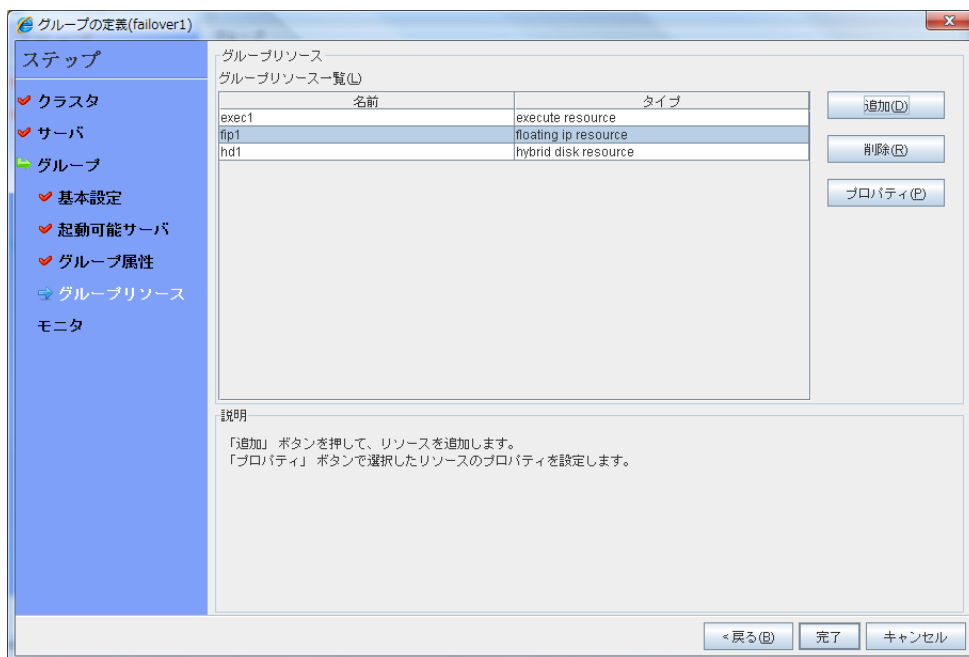 グループの定義(failover1)
ステップ
クラスタ
サーバ
グループ
基本設定
起動可能サーバ
グループ属性
グループリソース
モニタ
グループリソース
グループリソース一覧(L)
名前 タイプ
exec1 execute resource
fip1 floating ip resource
hd1 hybrid disk resource
追加(D)
削除(R)
プロパティ(P)
説明
「追加」 ボタンを押して、リソースを追加します。
「プロパティ」 ボタンで選択したリソースのプロパティを設定します。
<戻る(B) 完了 キャンセル